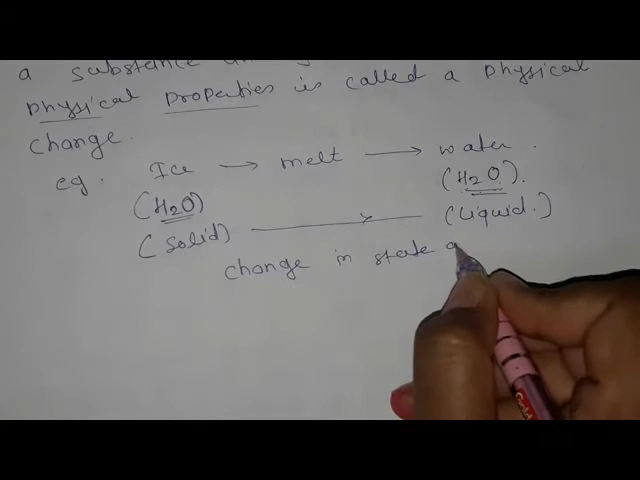 a substance
physical properties is called a physical
change.
eg. Ice → melt → water.
(H2O) (H2O).
(Solid) (Liquid.)
change in state